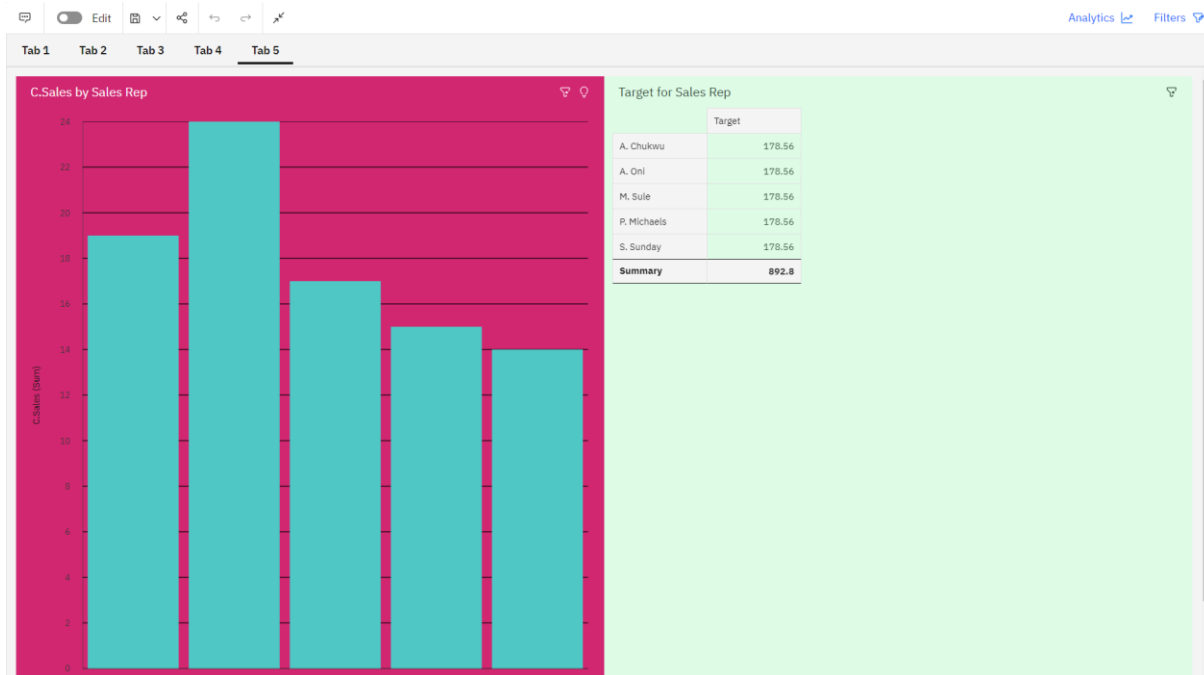 Edit
Analytics
Filters
Tab 1 Tab 2 Tab 3 Tab 4 Tab 5
C.Sales by Sales Rep
24
22
20
18
16
14
12
10
8
6
4
2
0
C.Sales (Sum)
Target for Sales Rep
Target
A. Chukwu 178.56
A. Oni 178.56
M. Sule 178.56
P. Michaels 178.56
S. Sunday 178.56
Summary 892.8